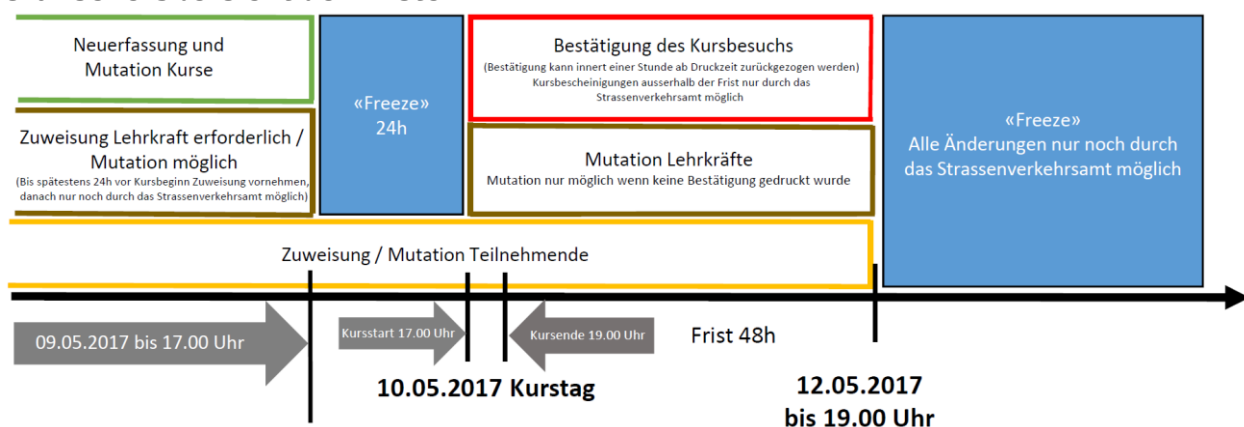 Neuerfassung und
Mutation Kurse
«Freeze»
24h
Bestätigung des Kursbesuchs
(Bestätigung kann innert einer Stunde ab Druckzeit zurückgezogen werden)
Kursbescheinigungen ausserhalb der Frist nur durch das
Strassenverkehrsamt möglich
Zuweisung Lehrkraft erforderlich /
Mutation möglich
(Bis spätestens 24h vor Kursbeginn Zuweisung vornehmen,
danach nur noch durch das Strassenverkehrsamt möglich)
Mutation Lehrkräfte
Mutation nur möglich wenn keine Bestätigung gedruckt wurde
«Freeze»
Alle Änderungen nur noch durch
das Strassenverkehrsamt möglich
Zuweisung / Mutation Teilnehmende
09.05.2017 bis 17.00 Uhr
Kursstart 17.00 Uhr
Kursende 19.00 Uhr
Frist 48h
10.05.2017 Kurstag
12.05.2017
bis 19.00 Uhr